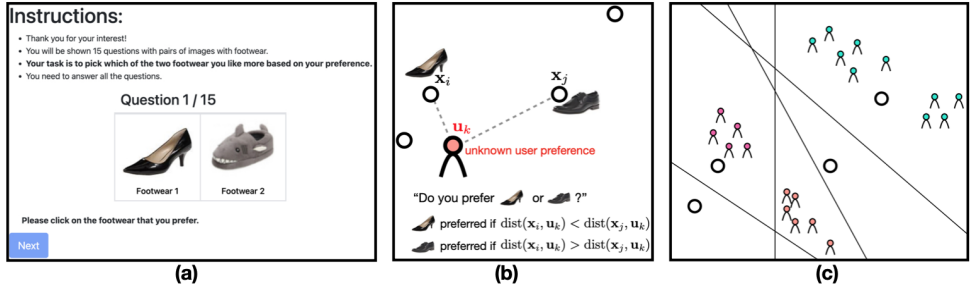 Instructions:
Thank you for your interest!
You will be shown 15 questions with pairs of images with footwear.
Your task is to pick which of the two footwear you like more based on your preference.
You need to answer all the questions.
Question 1 / 15
Footwear 1 Footwear 2
Please click on the footwear that you prefer.
Next
(a)
x_i
x_j
u_k
unknown user preference
“Do you prefer or ?”
preferred if dist(x_i, u_k) < dist(x_j, u_k)
preferred if dist(x_i, u_k) > dist(x_j, u_k)
(b)
(c)